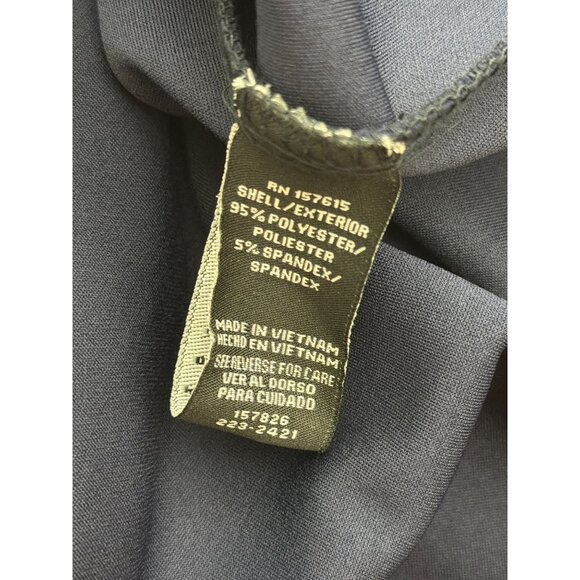 RN 157615
SHELL/EXTERIOR
95% POLYESTER/
POLIESTER
5% SPANDEX/
SPANDEX
MADE IN VIETNAM
HECHO EN VIETNAM
SEE REVERSE FOR CARE
VER AL DORSO
PARA CUIDADO
157826
223-2421